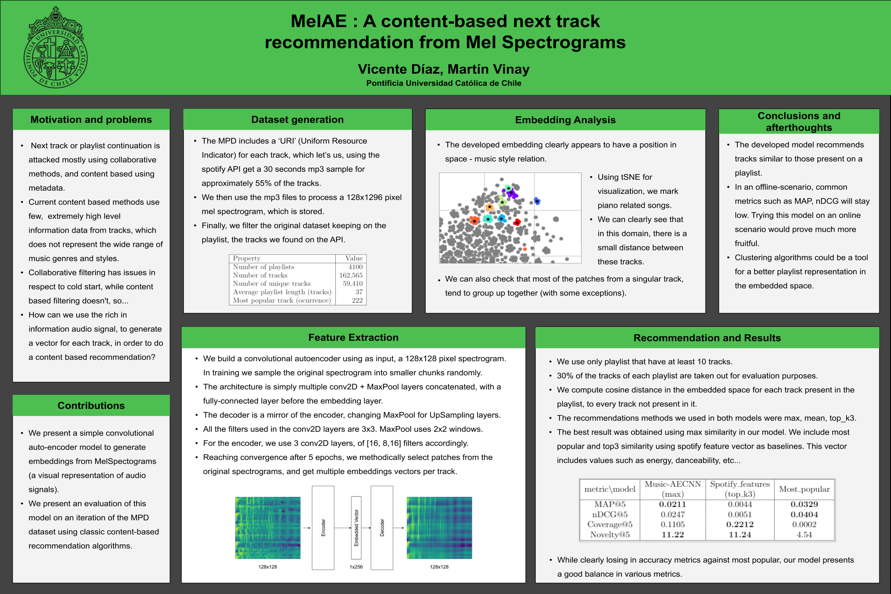 MelAE : A content-based next track
recommendation from Mel Spectrograms
Vicente Díaz, Martín Vinay
Pontificia Universidad Católica de Chile
Motivation and problems
• Next track or playlist continuation is
attacked mostly using collaborative
methods, and content based using
metadata.
• Current content based methods use
few, extremely high level
information data from tracks, which
does not represent the wide range of
music genres and styles.
• Collaborative filtering has issues in
respect to cold start, while content
based filtering doesn't, so...
• How can we use the rich in
information audio signal, to generate
a vector for each track, in order to do
a content based recommendation?
Contributions
• We present a simple convolutional
auto-encoder model to generate
embeddings from MelSpectograms
(a visual representation of audio
signals).
• We present an evaluation of this
model on an iteration of the MPD
dataset using classic content-based
recommendation algorithms.
Dataset generation
• The MPD includes a 'URI' (Uniform Resource
Indicator) for each track, which let's us, using the
spotify API get a 30 seconds mp3 sample for
approximately 55% of the tracks.
• We then use the mp3 files to process a 128x1296 pixel
mel spectrogram, which is stored.
• Finally, we filter the original dataset keeping on the
playlist, the tracks we found on the API.
Property Value
Number of playlists 4100
Number of tracks 162,565
Number of unique tracks 59,410
Average playlist length (tracks) 37
Most popular track (ocurrence) 222
Embedding Analysis
• The developed embedding clearly appears to have a position in
space - music style relation.
• Using tSNE for
visualization, we mark
piano related songs.
• We can clearly see that
in this domain, there is a
small distance between
these tracks.
• We can also check that most of the patches from a singular track,
tend to group up together (with some exceptions).
Conclusions and
afterthoughts
• The developed model recommends
tracks similar to those present on a
playlist.
• In an offline-scenario, common
metrics such as MAP, nDCG will stay
low. Trying this model on an online
scenario would prove much more
fruitful.
• Clustering algorithms could be a tool
for a better playlist representation in
the embedded space.
Feature Extraction
• We build a convolutional autoencoder using as input, a 128x128 pixel spectrogram.
In training we sample the original spectrogram into smaller chunks randomly.
• The architecture is simply multiple conv2D + MaxPool layers concatenated, with a
fully-connected layer before the embedding layer.
• The decoder is a mirror of the encoder, changing MaxPool for UpSampling layers.
• All the filters used in the conv2D layers are 3x3. MaxPool uses 2x2 windows.
• For the encoder, we use 3 conv2D layers, of [16, 8,16] filters accordingly.
• Reaching convergence after 5 epochs, we methodically select patches from the
original spectrograms, and get multiple embeddings vectors per track.
Encoder
Embedded Vector
Decoder
128x128 1x256 128x128
Recommendation and Results
• We use only playlist that have at least 10 tracks.
• 30% of the tracks of each playlist are taken out for evaluation purposes.
• We compute cosine distance in the embedded space for each track present in the
playlist, to every track not present in it.
• The recommendations methods we used in both models were max, mean, top_k3.
• The best result was obtained using max similarity in our model. We include most
popular and top3 similarity using spotify feature vector as baselines. This vector
includes values such as energy, danceability, etc...
metric\model Music-AECNN (max) Spotify_features (top_k3) Most_popular
MAP@5 0.0211 0.0044 0.0329
nDCG@5 0.0247 0.0051 0.0404
Coverage@5 0.1105 0.2212 0.0002
Novelty@5 11.22 11.24 4.54
• While clearly losing in accuracy metrics against most popular, our model presents
a good balance in various metrics.